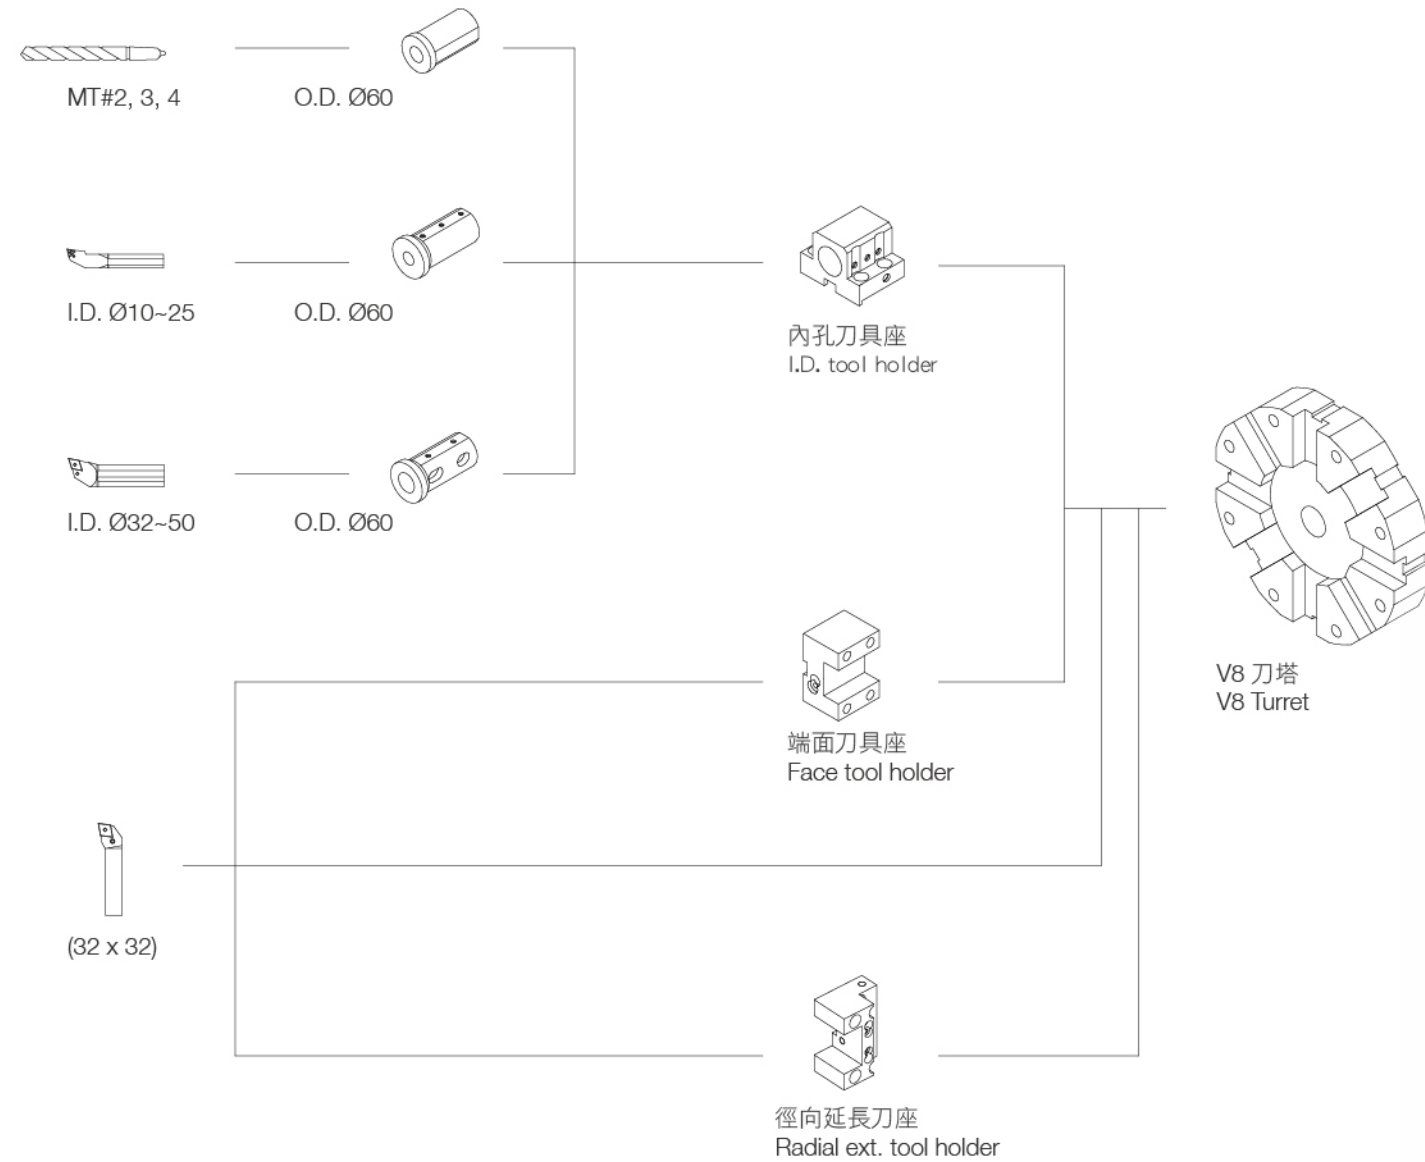 MT#2, 3, 4
O.D. Ø60
I.D. Ø10~25
O.D. Ø60
內孔刀具座
I.D. tool holder
I.D. Ø32~50
O.D. Ø60
V8 刀塔
V8 Turret
端面刀具座
Face tool holder
(32 x 32)
徑向延長刀座
Radial ext. tool holder